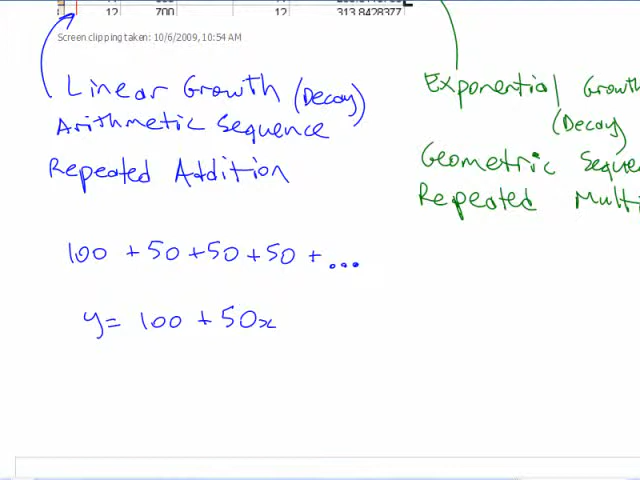 12 700 12 313.8428377
Screen clipping taken: 10/6/2009, 10:54 AM
Linear Growth (Decay)
Arithmetic Sequence
Repeated Addition
100 + 50 + 50 + 50 + ...
y = 100 + 50x
Exponential Growth
(Decay)
Geometric Seque
Repeated Multi